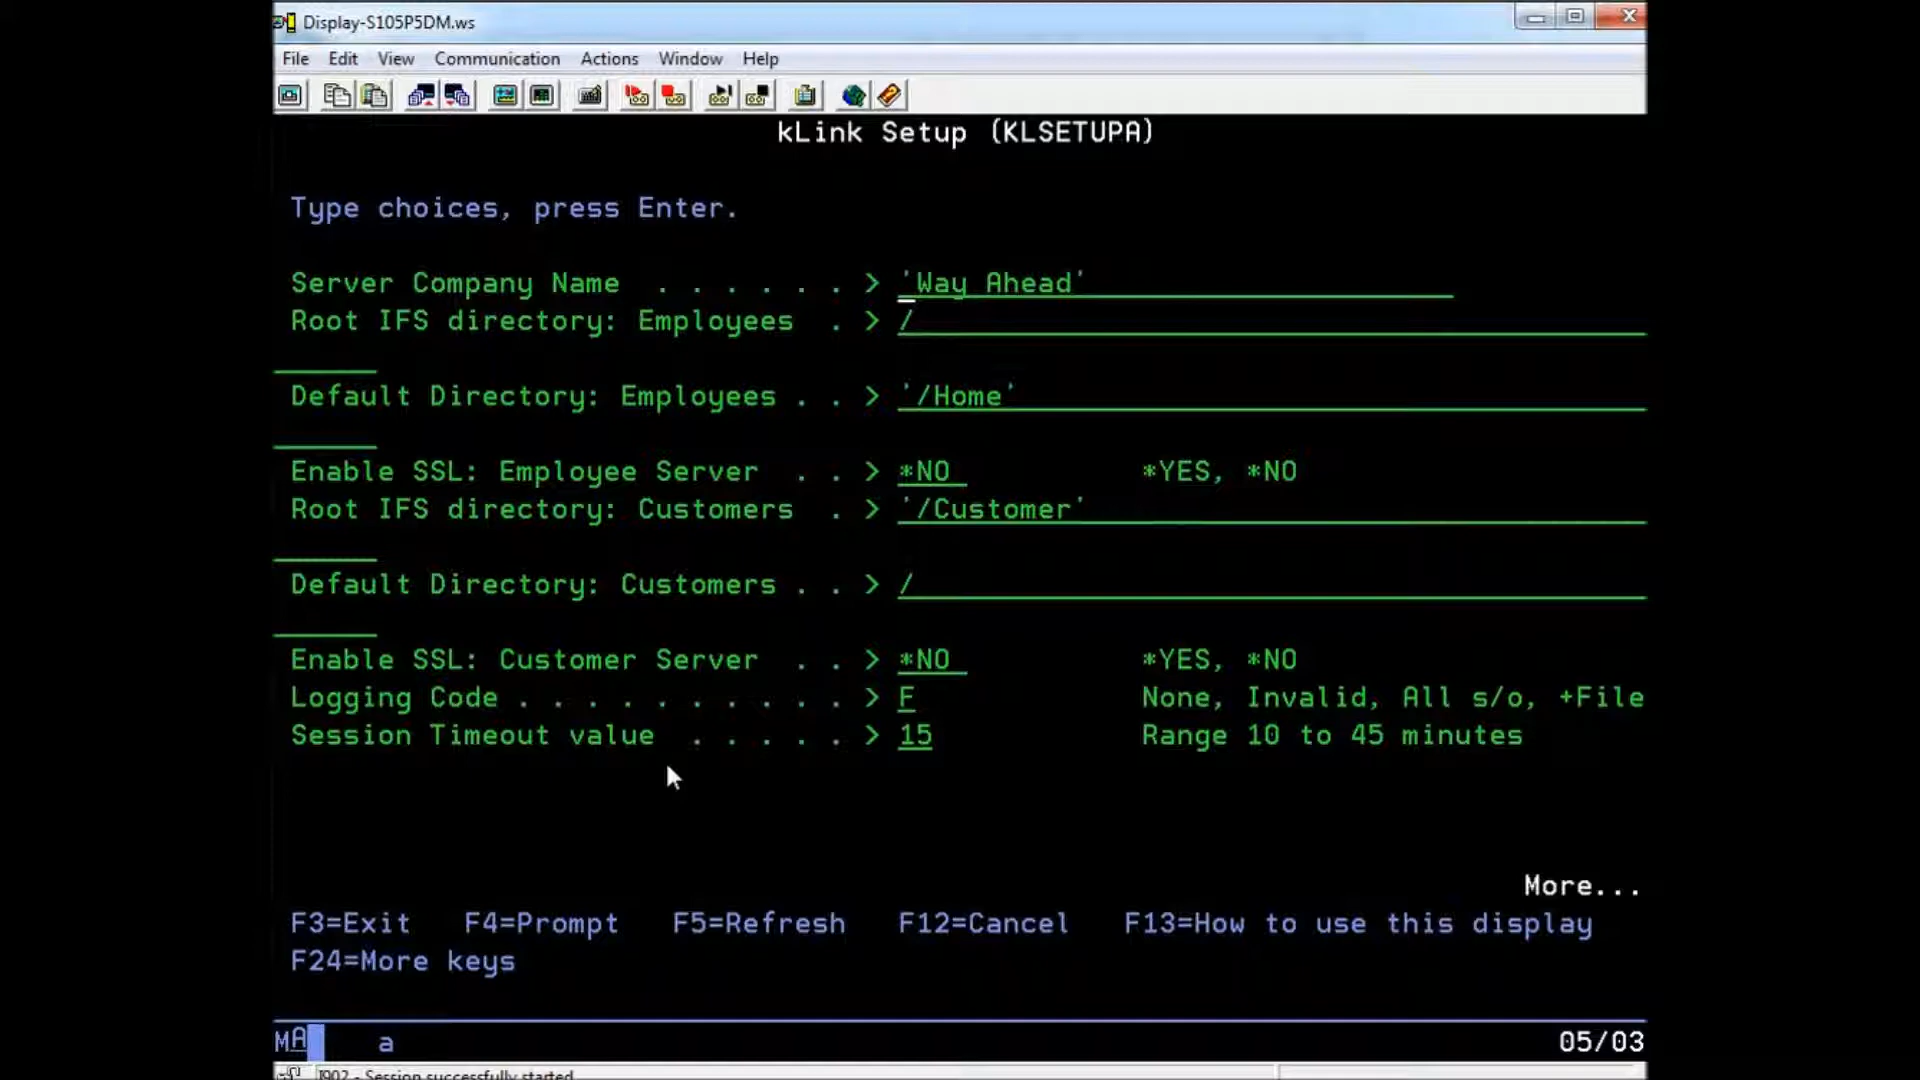 Display-S105P5DM.ws
File Edit View Communication Actions Window Help
kLink Setup (KLSETUPA)
Type choices, press Enter.
Server Company Name . . . . . . > 'Way Ahead'
Root IFS directory: Employees . > /
Default Directory: Employees . . > '/Home'
Enable SSL: Employee Server . . > *NO *YES, *NO
Root IFS directory: Customers . > '/Customer'
Default Directory: Customers . . > /
Enable SSL: Customer Server . . > *NO *YES, *NO
Logging Code . . . . . . . . . . > F None, Invalid, All s/o, +File
Session Timeout value . . . . . > 15 Range 10 to 45 minutes
More...
F3=Exit F4=Prompt F5=Refresh F12=Cancel F13=How to use this display
F24=More keys
MA a 05/03
I902 - Session successfully started